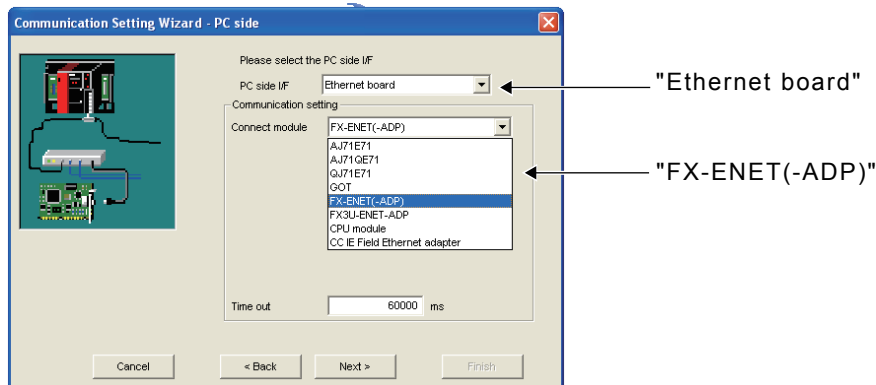 Communication Setting Wizard - PC side
Please select the PC side I/F
PC side I/F Ethernet board
"Ethernet board"
Communication setting
Connect module FX-ENET(-ADP)
AJ71E71
AJ71QE71
QJ71E71
GOT
FX-ENET(-ADP)
"FX-ENET(-ADP)"
FX3U-ENET-ADP
CPU module
CC IE Field Ethernet adapter
Time out 60000 ms
Cancel < Back Next > Finish